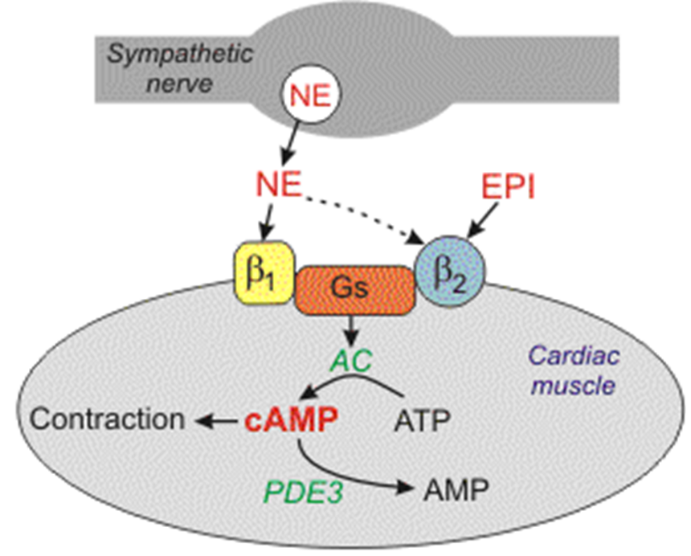 Sympathetic
nerve
NE
NE
EPI
β1
Gs
β2
AC
Cardiac
muscle
Contraction
cAMP
ATP
PDE3
AMP